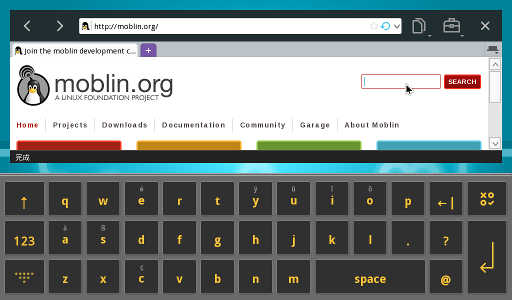 http://moblin.org/
Join the moblin development c...
moblin.org
A LINUX FOUNDATION PROJECT
SEARCH
Home Projects Downloads Documentation Community Garage About Moblin
完成
↑ q w e r t y u i o p ←|
123 a s d f g h j k l . ?
z x c v b n m space @